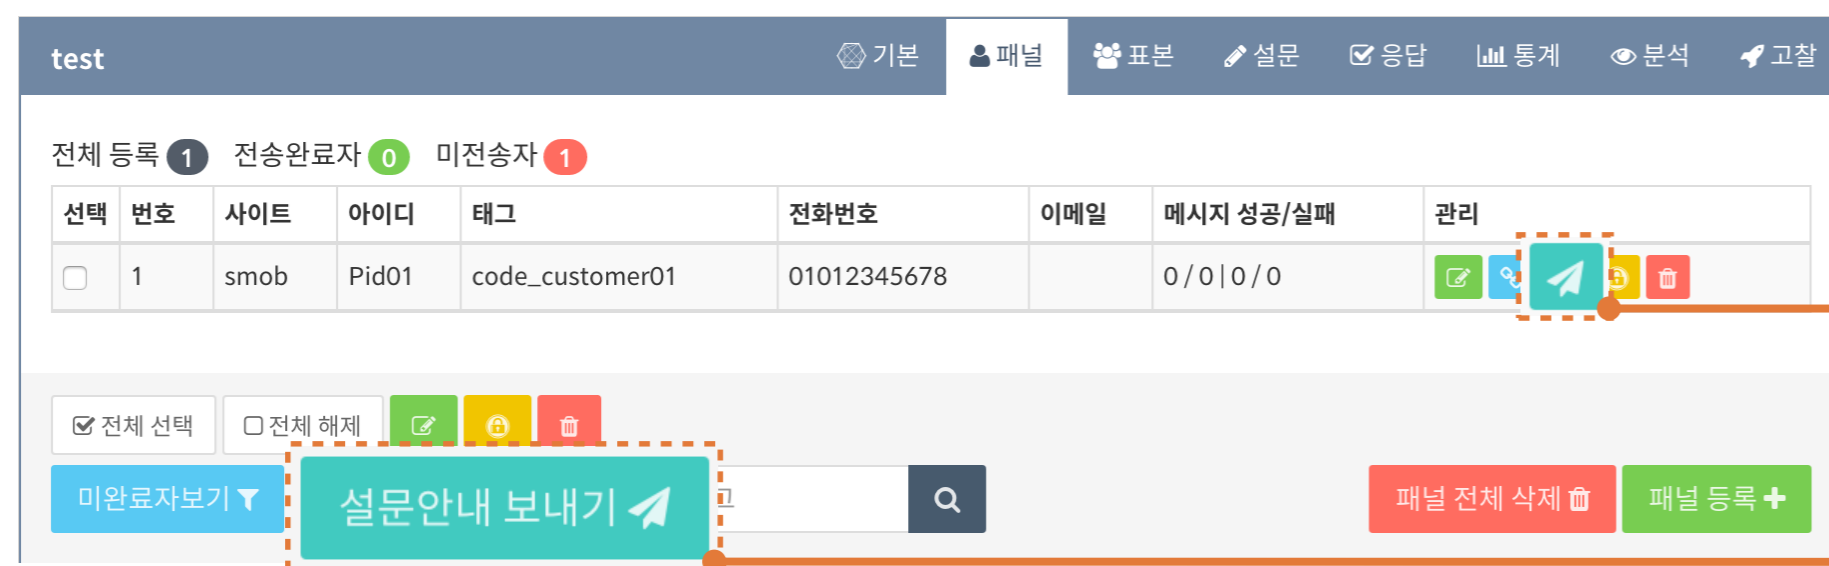 test 기본 패널 표본 설문 응답 통계 분석 고찰
전체 등록 1 전송완료자 0 미전송자 1
선택 번호 사이트 아이디 태그 전화번호 이메일 메시지 성공/실패 관리
1 smob Pid01 code_customer01 01012345678 0 / 0 | 0 / 0
전체 선택 전체 해제
미완료자보기 설문안내 보내기 패널 전체 삭제 패널 등록